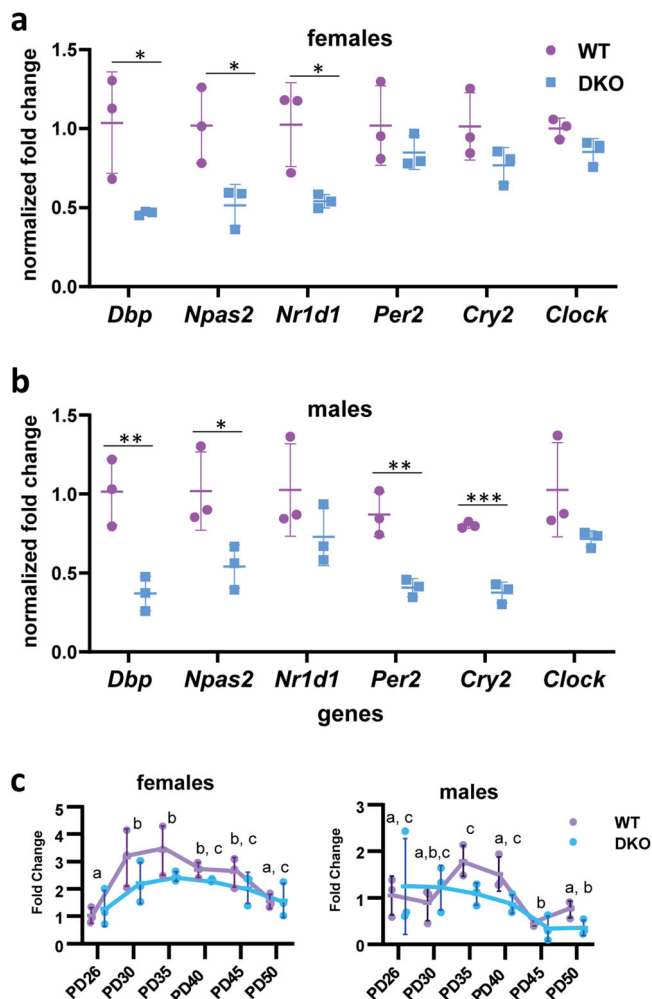 a
females
WT
DKO
* * *
normalized fold change
1.5
1.0
0.5
0.0
Dbp Npas2 Nr1d1 Per2 Cry2 Clock
b
males
** * ** ***
normalized fold change
1.5
1.0
0.5
0.0
Dbp Npas2 Nr1d1 Per2 Cry2 Clock
genes
c
females
Fold Change
5
4
3
2
1
0
a b b b, c b, c a, c
PD26 PD30 PD35 PD40 PD45 PD50
males
WT
DKO
Fold Change
3
2
1
0
a, c a,b,c c a, c b a, b
PD26 PD30 PD35 PD40 PD45 PD50